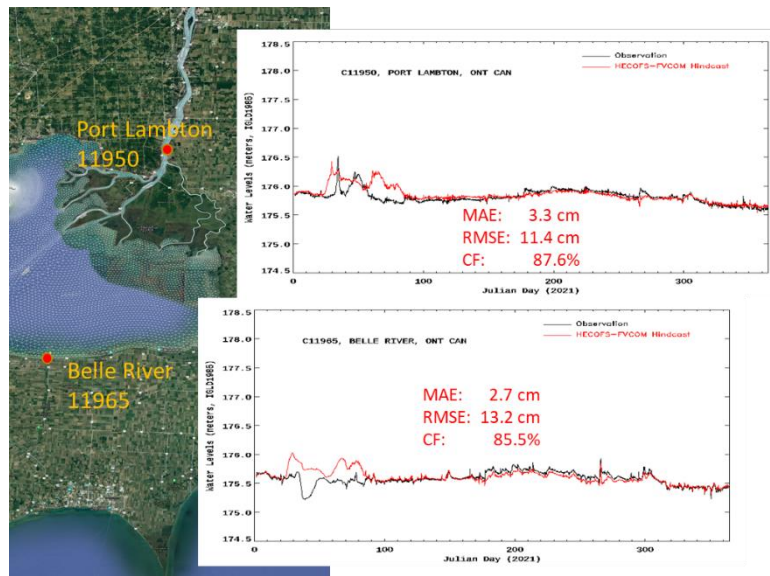 Port Lambton
11950
Belle River
11965
178.5
178.0
177.5
177.0
176.5
176.0
175.5
175.0
174.5
Water Levels (meters, IGLD1985)
C11950, PORT LAMBTON, ONT CAN
Observation
HECOFS-FVCOM Hindcast
MAE: 3.3 cm
RMSE: 11.4 cm
CF: 87.6%
0 100 200 300
Julian Day (2021)
178.5
178.0
177.5
177.0
176.5
176.0
175.5
175.0
174.5
Water Levels (meters, IGLD1985)
C11965, BELLE RIVER, ONT CAN
Observation
HECOFS-FVCOM Hindcast
MAE: 2.7 cm
RMSE: 13.2 cm
CF: 85.5%
0 100 200 300
Julian Day (2021)